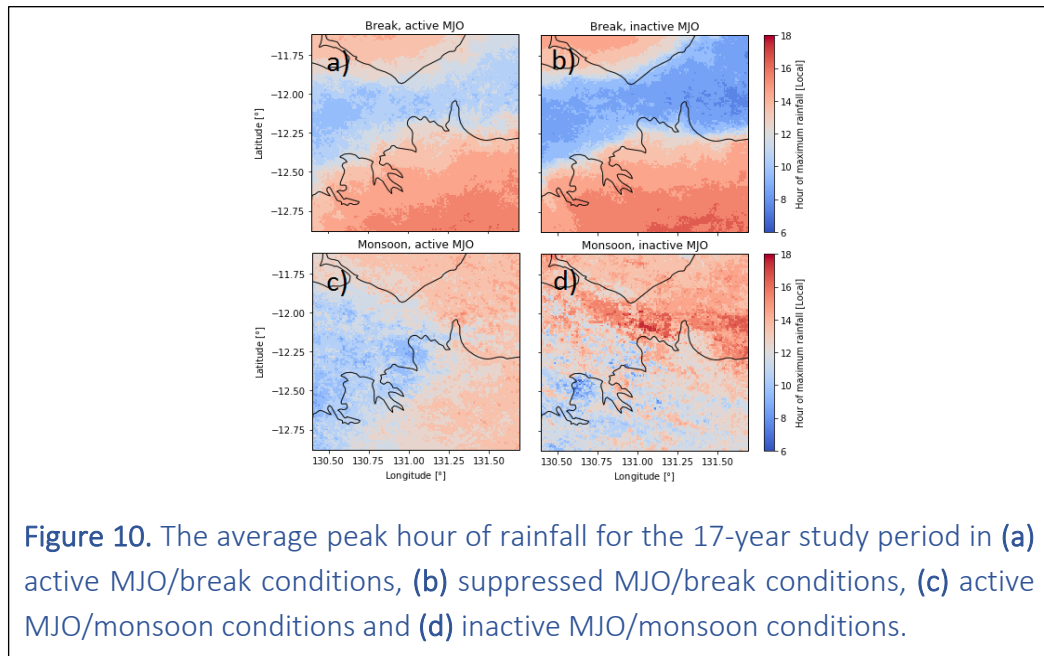 Break, active MJO
Break, inactive MJO
a)
b)
−11.75
−12.00
−12.25
−12.50
−12.75
Latitude [°]
18
16
14
12
10
8
6
Hour of maximum rainfall [Local]
Monsoon, active MJO
Monsoon, inactive MJO
c)
d)
−11.75
−12.00
−12.25
−12.50
−12.75
Latitude [°]
18
16
14
12
10
8
6
Hour of maximum rainfall [Local]
130.50 130.75 131.00 131.25 131.50
Longitude [°]
130.50 130.75 131.00 131.25 131.50
Longitude [°]
Figure 10. The average peak hour of rainfall for the 17-year study period in (a)
active MJO/break conditions, (b) suppressed MJO/break conditions, (c) active
MJO/monsoon conditions and (d) inactive MJO/monsoon conditions.